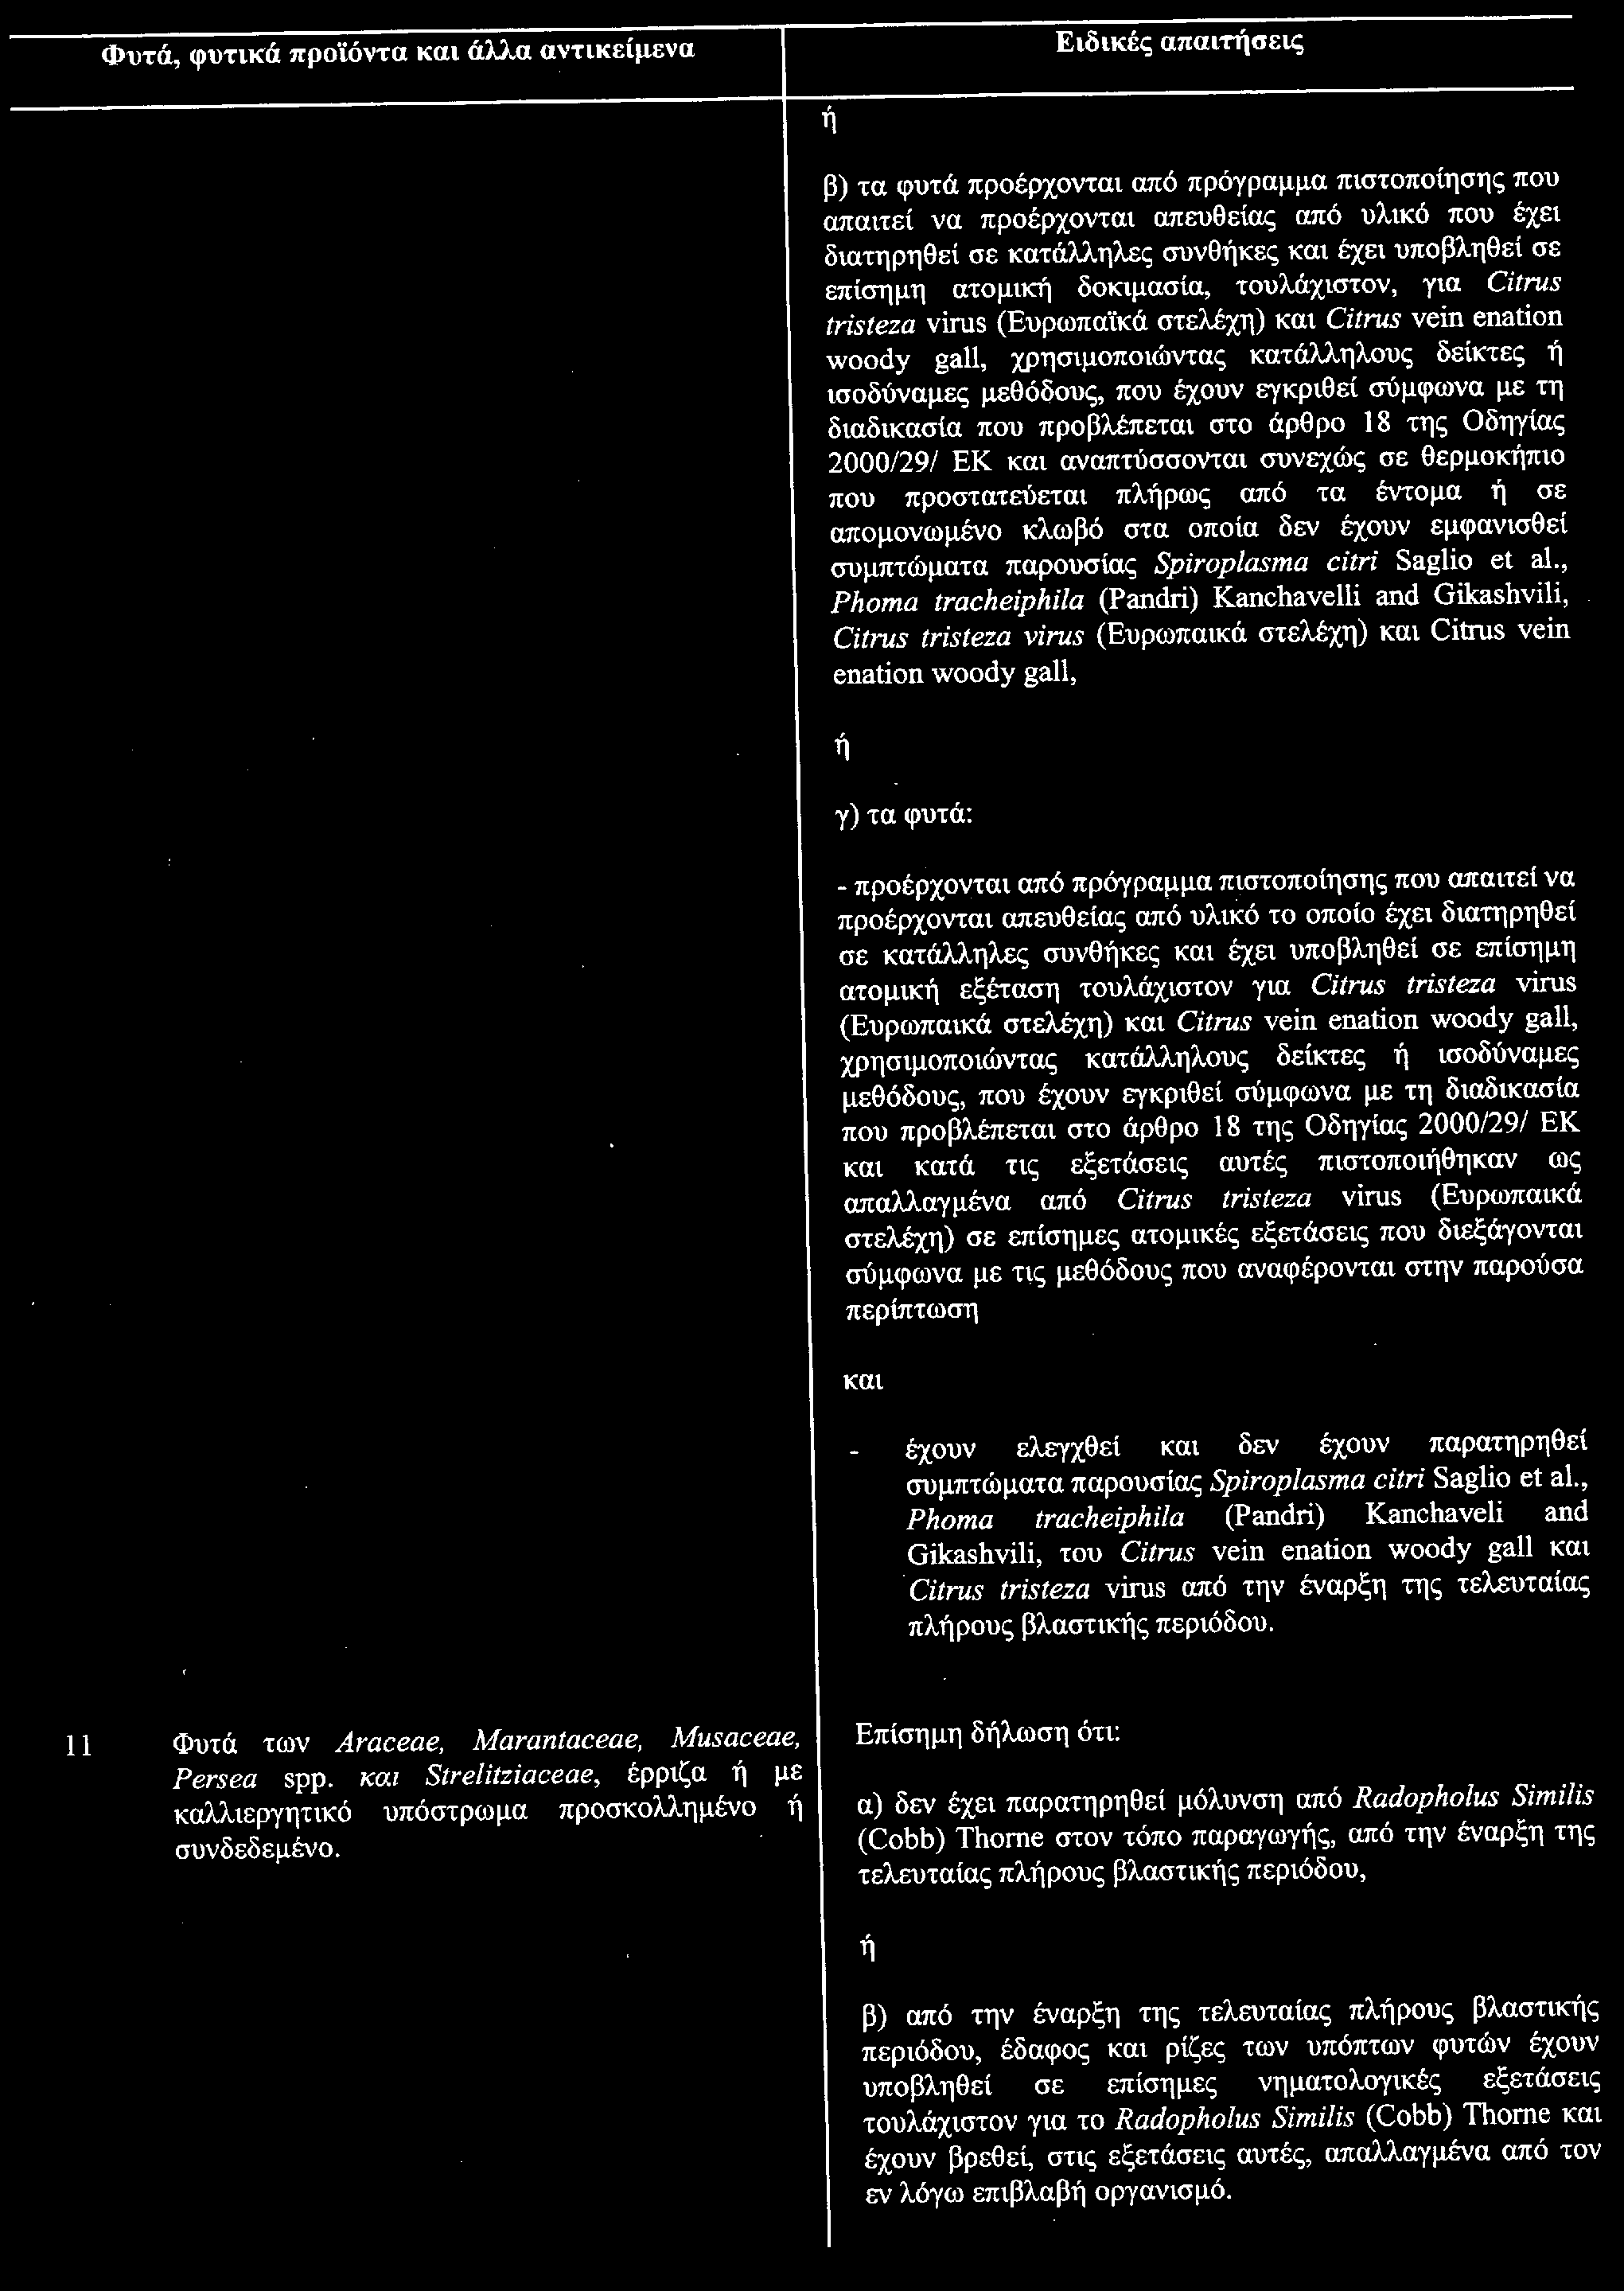 Φυτά, φυτικά προϊόντα και άλλα αντικείμενα
Ειδικές απαιτήσεις
ή
β) τα φυτά προέρχονται από πρόγραμμα πιστοποίησης που
απαιτεί να προέρχονται απευθείας από υλικό που έχει
διατηρηθεί σε κατάλληλες συνθήκες και έχει υποβληθεί σε
επίσημη ατομική δοκιμασία, τουλάχιστον, για Citrus
tristeza virus (Ευρωπαϊκά στελέχη) και Citrus vein enation
woody gall, χρησιμοποιώντας κατάλληλους δείκτες ή
ισοδύναμες μεθόδους, που έχουν εγκριθεί σύμφωνα με τη
διαδικασία που προβλέπεται στο άρθρο 18 της Οδηγίας
2000/29/ ΕΚ και αναπτύσσονται συνεχώς σε θερμοκήπιο
που προστατεύεται πλήρως από τα έντομα ή σε
απομονωμένο κλωβό στα οποία δεν έχουν εμφανισθεί
συμπτώματα παρουσίας Spiroplasma citri Saglio et al.,
Phoma tracheiphila (Pandri) Kanchavelli and Gikashvili,
Citrus tristeza virus (Ευρωπαικά στελέχη) και Citrus vein
enation woody gall,
ή
γ) τα φυτά:
- προέρχονται από πρόγραμμα πιστοποίησης που απαιτεί να
προέρχονται απευθείας από υλικό το οποίο έχει διατηρηθεί
σε κατάλληλες συνθήκες και έχει υποβληθεί σε επίσημη
ατομική εξέταση τουλάχιστον για Citrus tristeza virus
(Ευρωπαικά στελέχη) και Citrus vein enation woody gall,
χρησιμοποιώντας κατάλληλους δείκτες ή ισοδύναμες
μεθόδους, που έχουν εγκριθεί σύμφωνα με τη διαδικασία
που προβλέπεται στο άρθρο 18 της Οδηγίας 2000/29/ ΕΚ
και κατά τις εξετάσεις αυτές πιστοποιήθηκαν ως
απαλλαγμένα από Citrus tristeza virus (Ευρωπαικά
στελέχη) σε επίσημες ατομικές εξετάσεις που διεξάγονται
σύμφωνα με τις μεθόδους που αναφέρονται στην παρούσα
περίπτωση
και
- έχουν ελεγχθεί και δεν έχουν παρατηρηθεί
συμπτώματα παρουσίας Spiroplasma citri Saglio et al.,
Phoma tracheiphila (Pandri) Kanchaveli and
Gikashvili, του Citrus vein enation woody gall και
Citrus tristeza virus από την έναρξη της τελευταίας
πλήρους βλαστικής περιόδου.
11 Φυτά των Araceae, Marantaceae, Musaceae,
Persea spp. και Strelitziaceae, έρριζα ή με
καλλιεργητικό υπόστρωμα προσκολλημένο ή
συνδεδεμένο.
Επίσημη δήλωση ότι:
α) δεν έχει παρατηρηθεί μόλυνση από Radopholus Similis
(Cobb) Thorne στον τόπο παραγωγής, από την έναρξη της
τελευταίας πλήρους βλαστικής περιόδου,
ή
β) από την έναρξη της τελευταίας πλήρους βλαστικής
περιόδου, έδαφος και ρίζες των υπόπτων φυτών έχουν
υποβληθεί σε επίσημες νηματολογικές εξετάσεις
τουλάχιστον για το Radopholus Similis (Cobb) Thorne και
έχουν βρεθεί, στις εξετάσεις αυτές, απαλλαγμένα από τον
εν λόγω επιβλαβή οργανισμό.